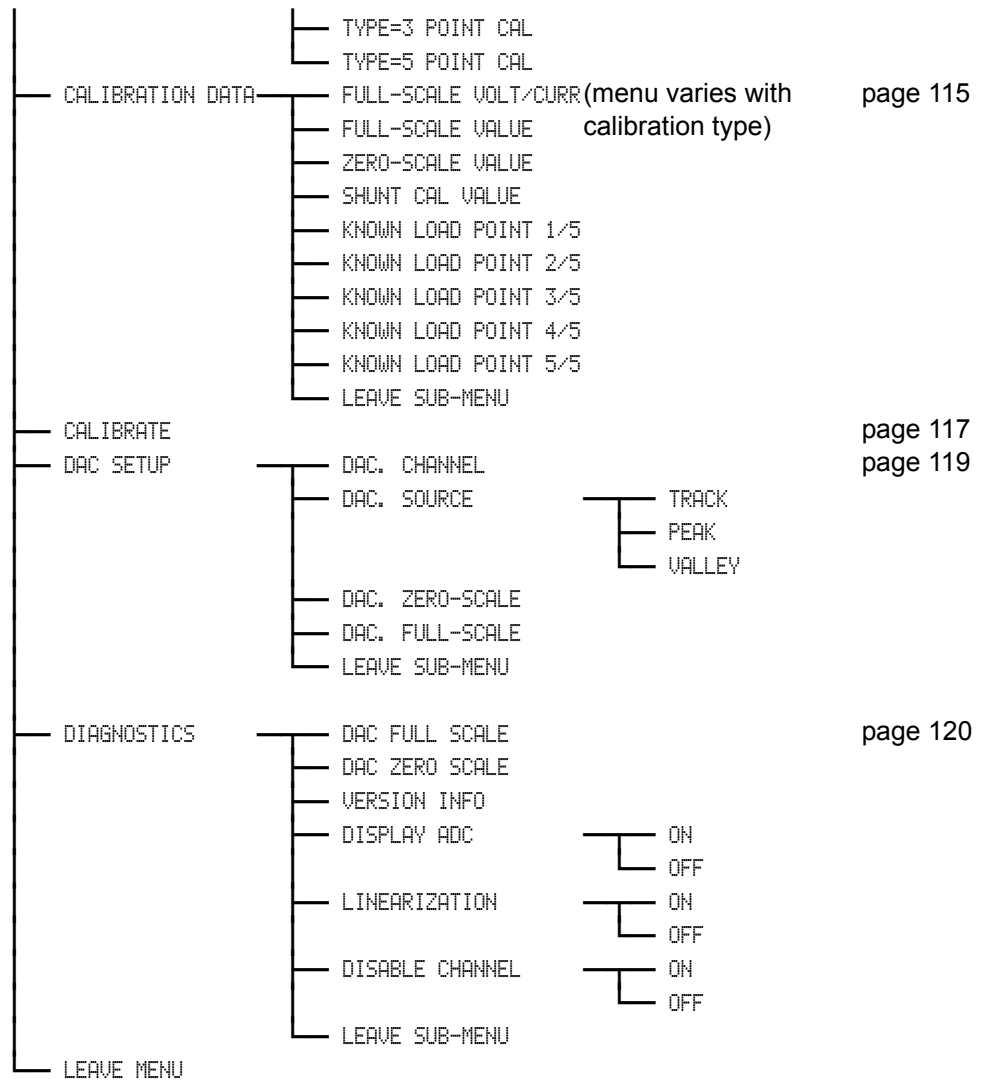 TYPE=3 POINT CAL
TYPE=5 POINT CAL
CALIBRATION DATA FULL-SCALE VOLT/CURR (menu varies with page 115
FULL-SCALE VALUE calibration type)
ZERO-SCALE VALUE
SHUNT CAL VALUE
KNOWN LOAD POINT 1/5
KNOWN LOAD POINT 2/5
KNOWN LOAD POINT 3/5
KNOWN LOAD POINT 4/5
KNOWN LOAD POINT 5/5
LEAVE SUB-MENU
CALIBRATE page 117
DAC SETUP DAC. CHANNEL page 119
DAC. SOURCE TRACK
PEAK
VALLEY
DAC. ZERO-SCALE
DAC. FULL-SCALE
LEAVE SUB-MENU
DIAGNOSTICS DAC FULL SCALE page 120
DAC ZERO SCALE
VERSION INFO
DISPLAY ADC ON
OFF
LINEARIZATION ON
OFF
DISABLE CHANNEL ON
OFF
LEAVE SUB-MENU
LEAVE MENU